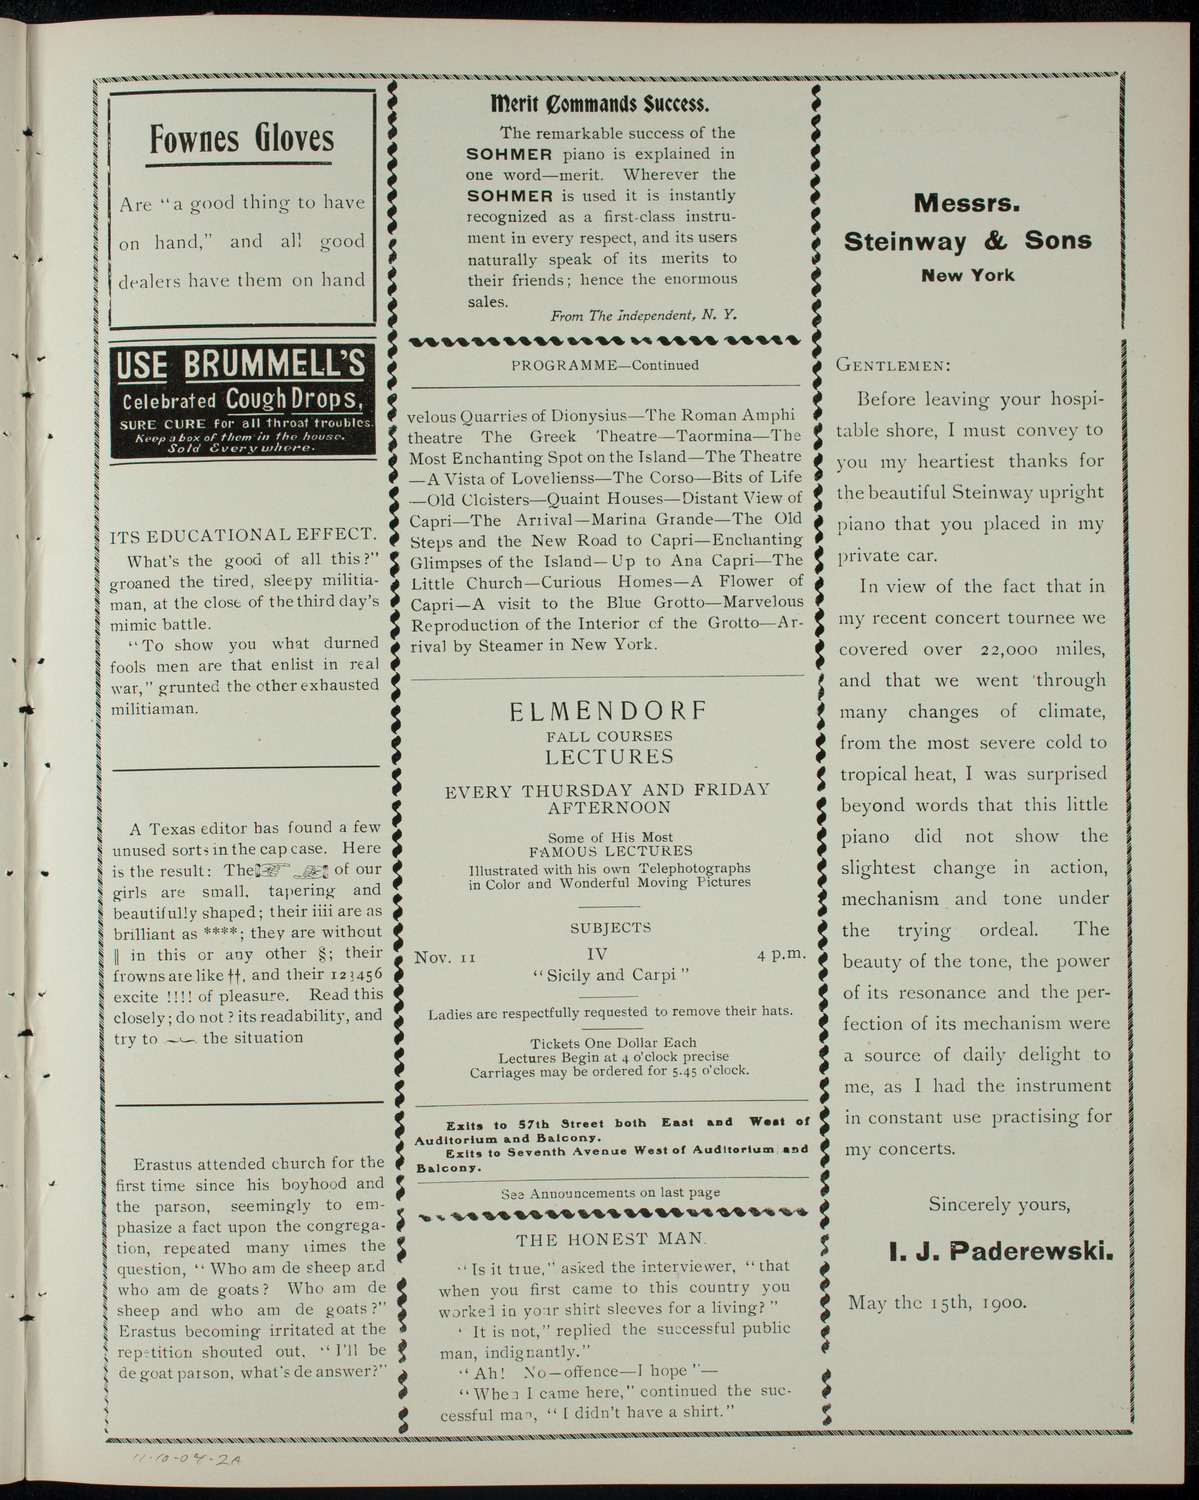 Fownes Gloves
Are "a good thing to have
on hand," and all good
dealers have them on hand
USE BRUMMELL'S
Celebrated Cough Drops,
SURE CURE for all throat troubles.
Keep a box of them in the house.
Sold Everywhere.
ITS EDUCATIONAL EFFECT.
What's the good of all this?"
groaned the tired, sleepy militia-
man, at the close of the third day's
mimic battle.
"To show you what durned
fools men are that enlist in real
war," grunted the other exhausted
militiaman.
A Texas editor has found a few
unused sorts in the cap case. Here
is the result: The ☞ ☞ of our
girls are small, tapering and
beautifully shaped; their iiii are as
brilliant as ****; they are without
‖ in this or any other §; their
frowns are like ††, and their 123456
excite !!!! of pleasure. Read this
closely; do not ? its readability, and
try to ⏟ the situation
Erastus attended church for the
first time since his boyhood and
the parson, seemingly to em-
phasize a fact upon the congrega-
tion, repeated many times the
question, "Who am de sheep and
who am de goats? Who am de
sheep and who am de goats?"
Erastus becoming irritated at the
repetition shouted out, "I'll be
de goat parson, what's de answer?"
Merit Commands Success.
The remarkable success of the
SOHMER piano is explained in
one word—merit. Wherever the
SOHMER is used it is instantly
recognized as a first-class instru-
ment in every respect, and its users
naturally speak of its merits to
their friends; hence the enormous
sales.
From The Independent, N. Y.
PROGRAMME—Continued
velous Quarries of Dionysius—The Roman Amphi
theatre The Greek Theatre—Taormina—The
Most Enchanting Spot on the Island—The Theatre
—A Vista of Lovelienss—The Corso—Bits of Life
—Old Cloisters—Quaint Houses—Distant View of
Capri—The Arrival—Marina Grande—The Old
Steps and the New Road to Capri—Enchanting
Glimpses of the Island—Up to Ana Capri—The
Little Church—Curious Homes—A Flower of
Capri—A visit to the Blue Grotto—Marvelous
Reproduction of the Interior of the Grotto—Ar-
rival by Steamer in New York.
ELMENDORF
FALL COURSES
LECTURES
EVERY THURSDAY AND FRIDAY
AFTERNOON
Some of His Most
FAMOUS LECTURES
Illustrated with his own Telephotographs
in Color and Wonderful Moving Pictures
SUBJECTS
Nov. 11 IV 4 p.m.
"Sicily and Carpi"
Ladies are respectfully requested to remove their hats.
Tickets One Dollar Each
Lectures Begin at 4 o'clock precise
Carriages may be ordered for 5.45 o'clock.
Exits to 57th Street both East and West of
Auditorium and Balcony.
Exits to Seventh Avenue West of Auditorium and
Balcony.
See Announcements on last page
THE HONEST MAN.
"Is it true," asked the interviewer, "that
when you first came to this country you
worked in your shirt sleeves for a living?"
' It is not," replied the successful public
man, indignantly."
"Ah! No—offence—I hope"—
"When I came here," continued the suc-
cessful man, "I didn't have a shirt."
Messrs.
Steinway & Sons
New York
GENTLEMEN:
Before leaving your hospi-
table shore, I must convey to
you my heartiest thanks for
the beautiful Steinway upright
piano that you placed in my
private car.
In view of the fact that in
my recent concert tournee we
covered over 22,000 miles,
and that we went through
many changes of climate,
from the most severe cold to
tropical heat, I was surprised
beyond words that this little
piano did not show the
slightest change in action,
mechanism and tone under
the trying ordeal. The
beauty of the tone, the power
of its resonance and the per-
fection of its mechanism were
a source of daily delight to
me, as I had the instrument
in constant use practising for
my concerts.
Sincerely yours,
I. J. Paderewski.
May the 15th, 1900.
11-10-04-2A